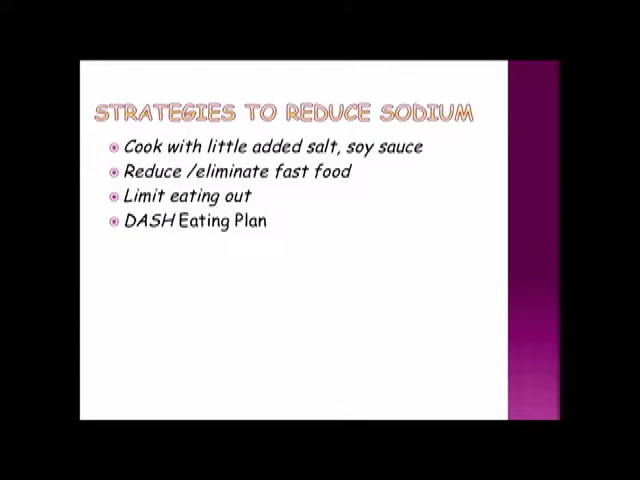 STRATEGIES TO REDUCE SODIUM
Cook with little added salt, soy sauce
Reduce /eliminate fast food
Limit eating out
DASH Eating Plan